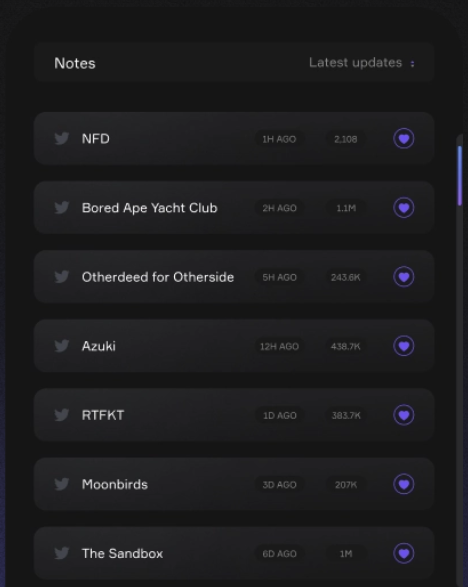 Notes Latest updates
NFD 1H AGO 2,108
Bored Ape Yacht Club 2H AGO 1.1M
Otherdeed for Otherside 5H AGO 243.6K
Azuki 12H AGO 438.7K
RTFKT 1D AGO 383.7K
Moonbirds 3D AGO 207K
The Sandbox 6D AGO 1M